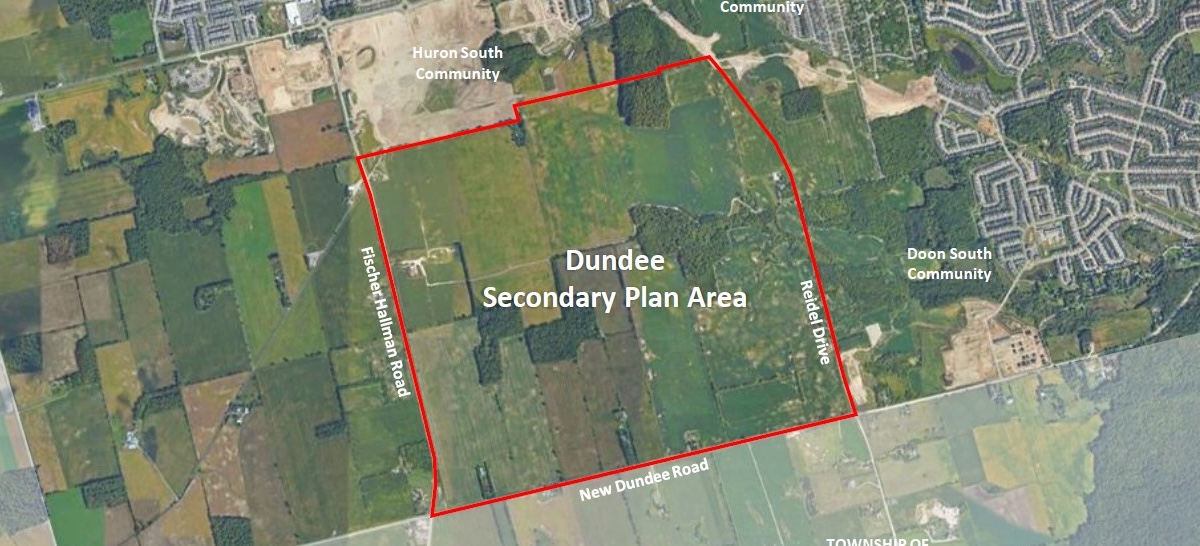 Community
Huron South
Community
Dundee
Secondary Plan Area
Doon South
Community
Fischer Hallman Road
Reidel Drive
New Dundee Road
TOWNSHIP OF